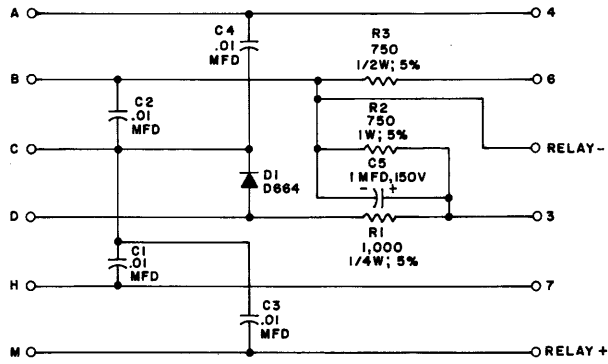 A
4
C4
.01
MFD
R3
750
1/2W; 5%
B
6
C2
.01
MFD
R2
750
1W; 5%
C
RELAY-
C5
1 MFD, 150V
- +
D1
D664
D
3
R1
1,000
1/4W; 5%
C1
.01
MFD
H
7
C3
.01
MFD
M
RELAY +